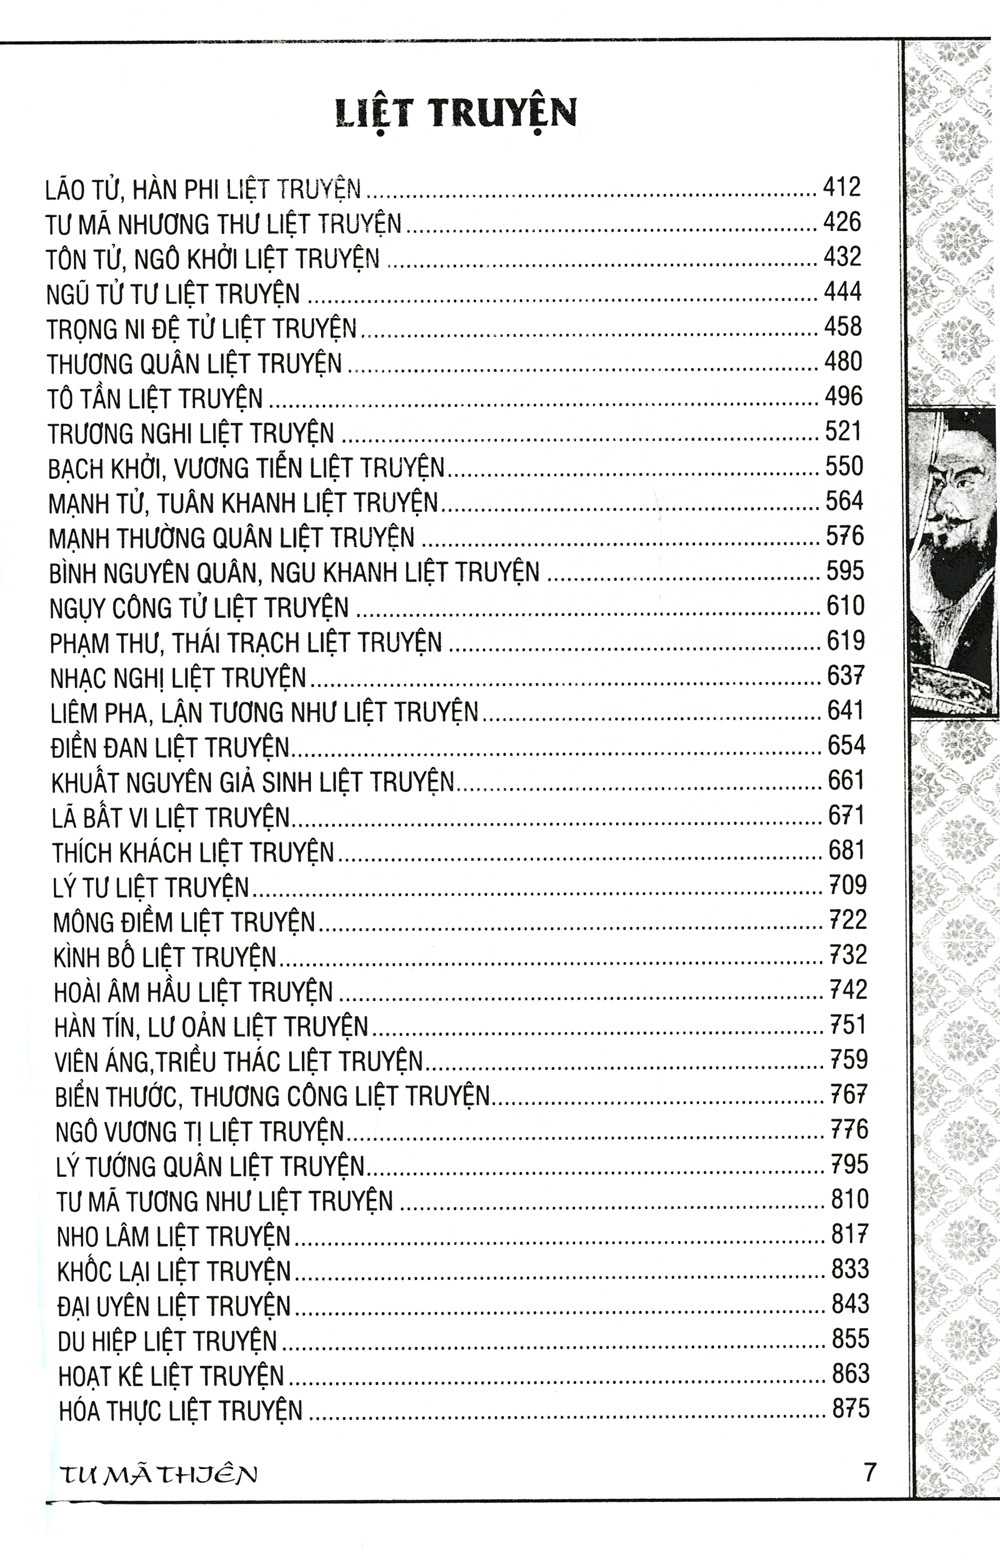 LIỆT TRUYỆN
LÃO TỬ, HÀN PHI LIỆT TRUYỆN ........ 412
TƯ MÃ NHƯƠNG THƯ LIỆT TRUYỆN ........ 426
TÔN TỬ, NGÔ KHỞI LIỆT TRUYỆN ........ 432
NGŨ TỬ TƯ LIỆT TRUYỆN ........ 444
TRỌNG NI ĐỆ TỬ LIỆT TRUYỆN ........ 458
THƯƠNG QUÂN LIỆT TRUYỆN ........ 480
TÔ TẦN LIỆT TRUYỆN ........ 496
TRƯƠNG NGHI LIỆT TRUYỆN ........ 521
BẠCH KHỞI, VƯƠNG TIỄN LIỆT TRUYỆN ........ 550
MẠNH TỬ, TUÂN KHANH LIỆT TRUYỆN ........ 564
MẠNH THƯỜNG QUÂN LIỆT TRUYỆN ........ 576
BÌNH NGUYÊN QUÂN, NGU KHANH LIỆT TRUYỆN ........ 595
NGỤY CÔNG TỬ LIỆT TRUYỆN ........ 610
PHẠM THƯ, THÁI TRẠCH LIỆT TRUYỆN ........ 619
NHẠC NGHỊ LIỆT TRUYỆN ........ 637
LIÊM PHA, LẬN TƯƠNG NHƯ LIỆT TRUYỆN ........ 641
ĐIỀN ĐAN LIỆT TRUYỆN ........ 654
KHUẤT NGUYÊN GIẢ SINH LIỆT TRUYỆN ........ 661
LÃ BẤT VI LIỆT TRUYỆN ........ 671
THÍCH KHÁCH LIỆT TRUYỆN ........ 681
LÝ TƯ LIỆT TRUYỆN ........ 709
MÔNG ĐIỀM LIỆT TRUYỆN ........ 722
KÌNH BỐ LIỆT TRUYỆN ........ 732
HOÀI ÂM HẦU LIỆT TRUYỆN ........ 742
HÀN TÍN, LƯ OẢN LIỆT TRUYỆN ........ 751
VIÊN ÁNG,TRIỀU THÁC LIỆT TRUYỆN ........ 759
BIỂN THƯỚC, THƯƠNG CÔNG LIỆT TRUYỆN ........ 767
NGÔ VƯƠNG TỊ LIỆT TRUYỆN ........ 776
LÝ TƯỚNG QUÂN LIỆT TRUYỆN ........ 795
TƯ MÃ TƯƠNG NHƯ LIỆT TRUYỆN ........ 810
NHO LÂM LIỆT TRUYỆN ........ 817
KHỐC LẠI LIỆT TRUYỆN ........ 833
ĐẠI UYÊN LIỆT TRUYỆN ........ 843
DU HIỆP LIỆT TRUYỆN ........ 855
HOẠT KÊ LIỆT TRUYỆN ........ 863
HÓA THỰC LIỆT TRUYỆN ........ 875
TƯ MÃ THIÊN 7